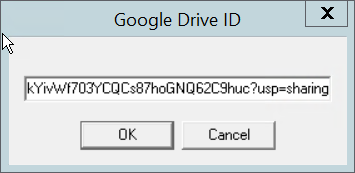 Google Drive ID
X
kYivWf703YCQCs87hoGNQ62C9huc?usp=sharing
OK
Cancel